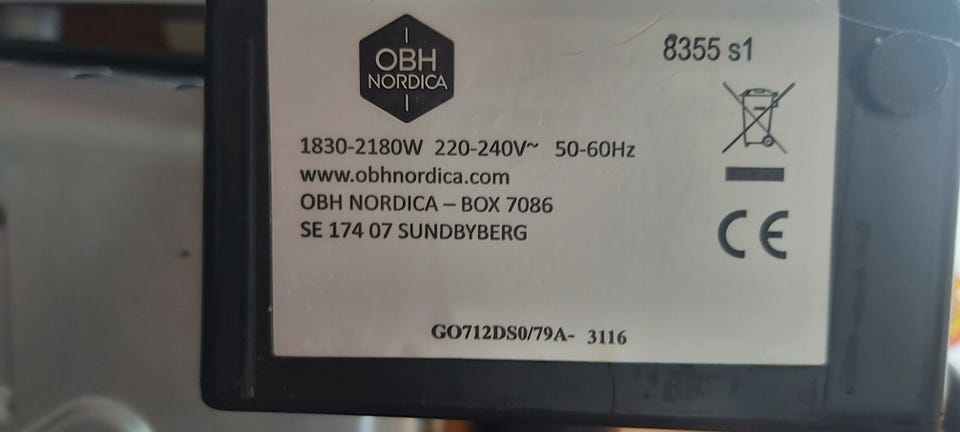 OBH
NORDICA
8355 s1
1830-2180W 220-240V~ 50-60Hz
www.obhnordica.com
OBH NORDICA – BOX 7086
SE 174 07 SUNDBYBERG
CE
GO712DS0/79A- 3116